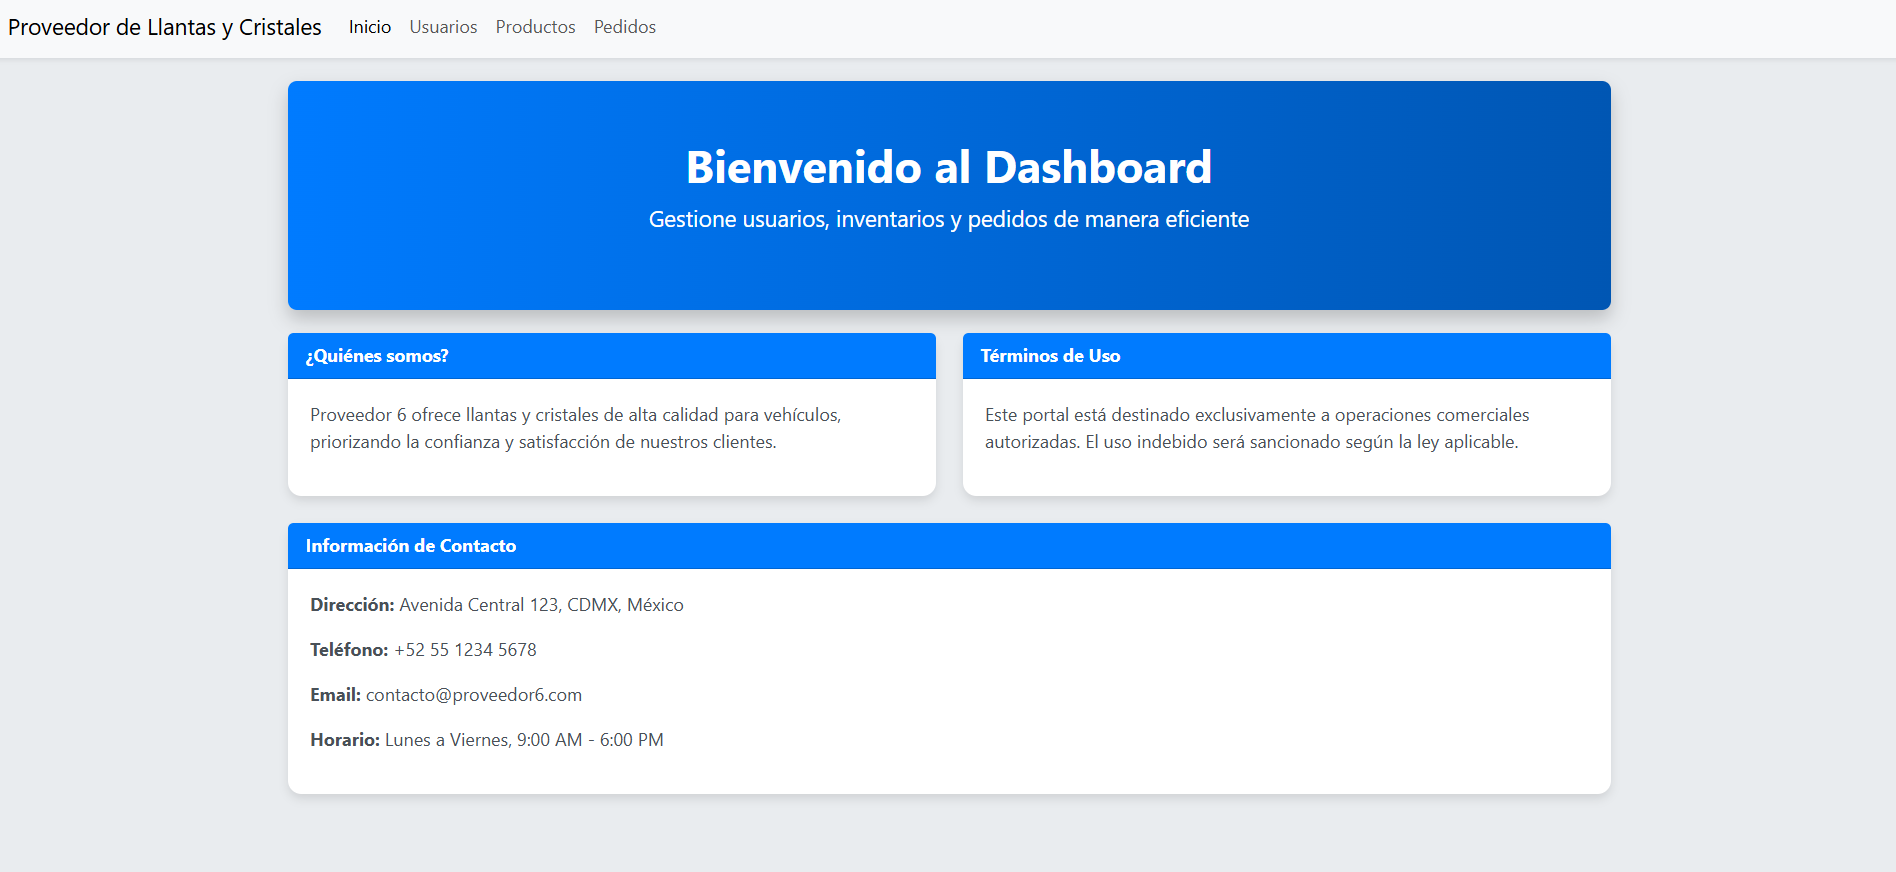 Proveedor de Llantas y Cristales Inicio Usuarios Productos Pedidos
Bienvenido al Dashboard
Gestione usuarios, inventarios y pedidos de manera eficiente
¿Quiénes somos?
Proveedor 6 ofrece llantas y cristales de alta calidad para vehículos,
priorizando la confianza y satisfacción de nuestros clientes.
Términos de Uso
Este portal está destinado exclusivamente a operaciones comerciales
autorizadas. El uso indebido será sancionado según la ley aplicable.
Información de Contacto
Dirección: Avenida Central 123, CDMX, México
Teléfono: +52 55 1234 5678
Email: contacto@proveedor6.com
Horario: Lunes a Viernes, 9:00 AM - 6:00 PM